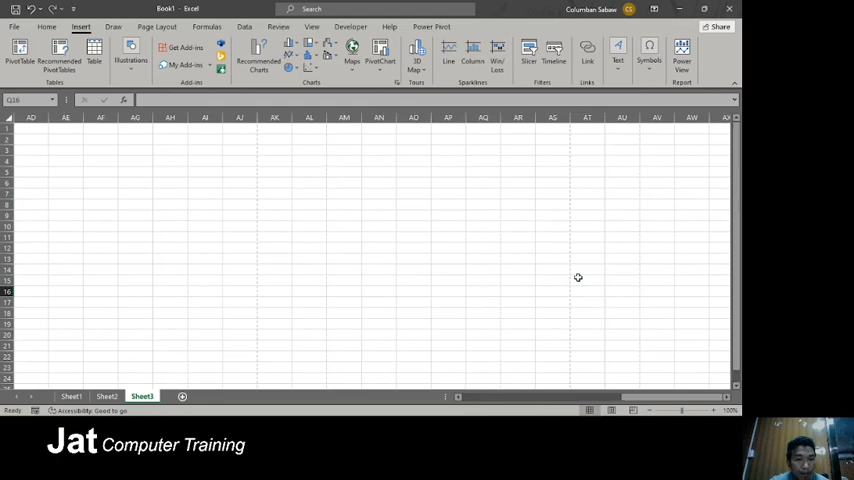 Book1 - Excel
Search
Columban Sabaw
CS
File Home Insert Draw Page Layout Formulas Data Review View Developer Help Power Pivot
Share
PivotTable Recommended PivotTables Table Illustrations Get Add-ins My Add-ins Recommended Charts Maps PivotChart 3D Map Line Column Win/Loss Slicer Timeline Link Text Symbols Power View
Tables Add-ins Charts Tours Sparklines Filters Links Report
Q16 fx
AD AE AF AG AH AI AJ AK AL AM AN AO AP AQ AR AS AT AU AV AW AX
1
2
3
4
5
6
7
8
9
10
11
12
13
14
15
16
17
18
19
20
21
22
23
24
Sheet1 Sheet2 Sheet3
Ready Accessibility: Good to go 100%
Jat Computer Training